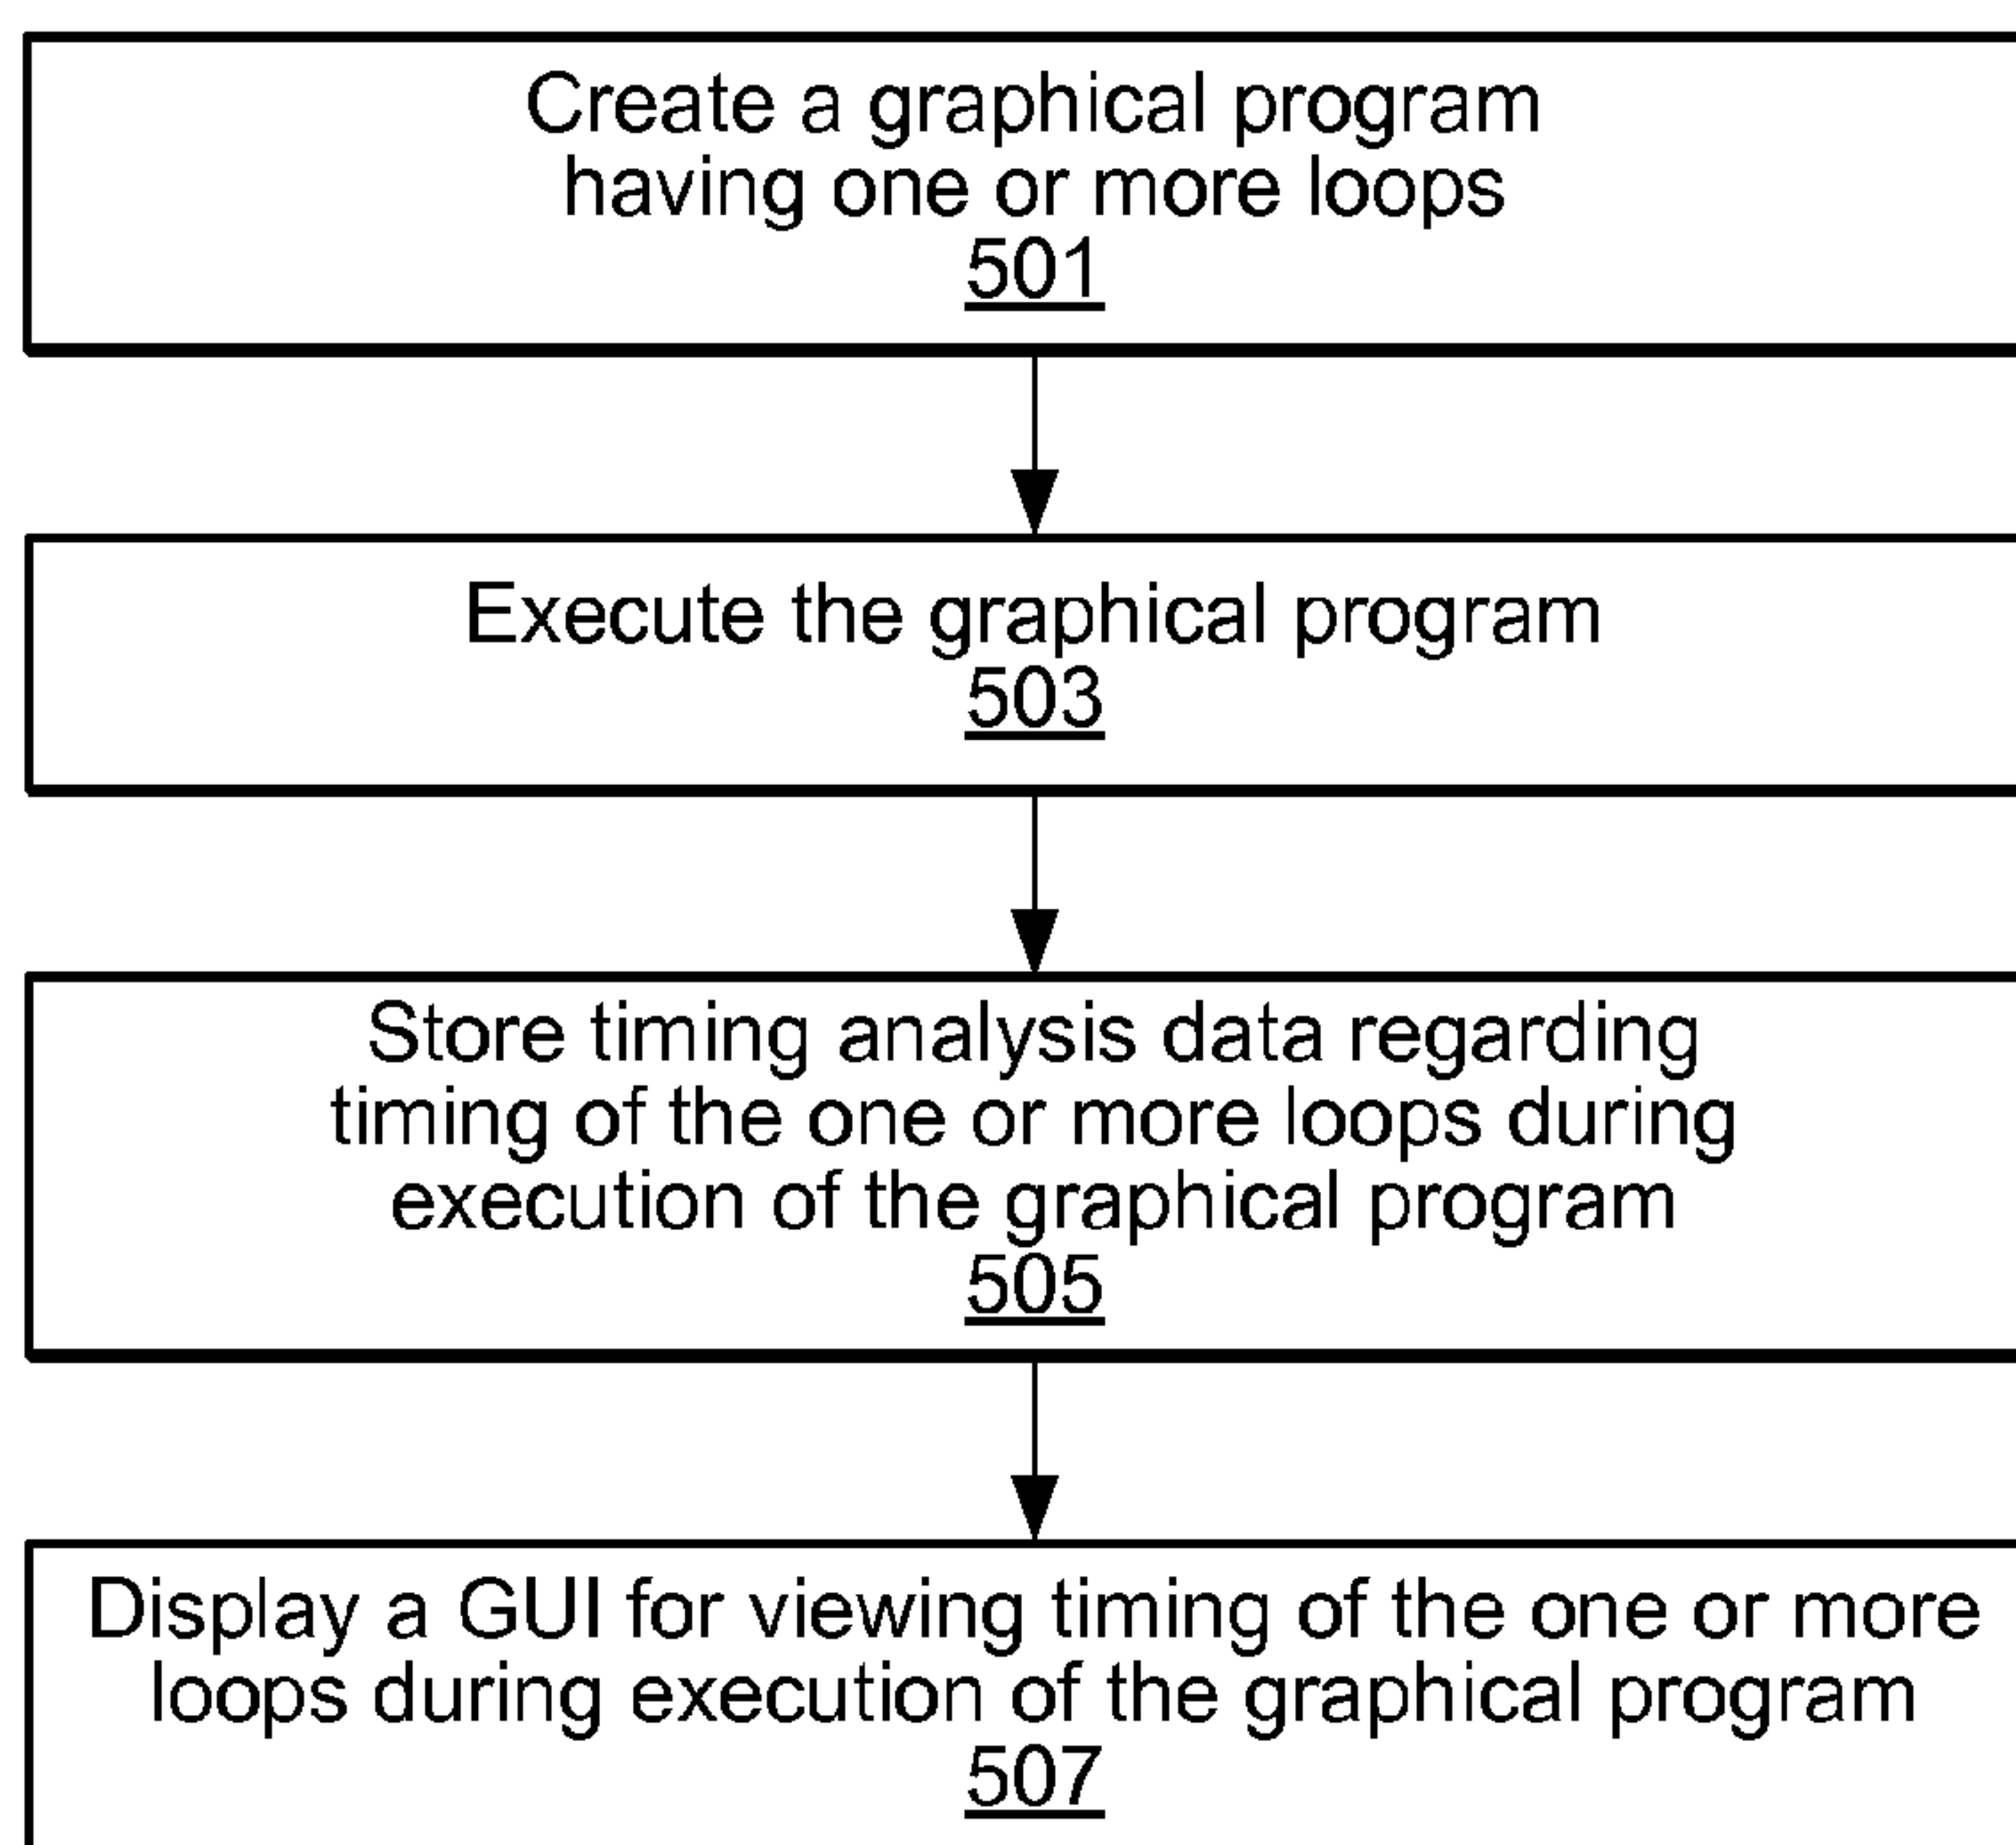 Create a graphical program
having one or more loops
501
Execute the graphical program
503
Store timing analysis data regarding
timing of the one or more loops during
execution of the graphical program
505
Display a GUI for viewing timing of the one or more
loops during execution of the graphical program
507